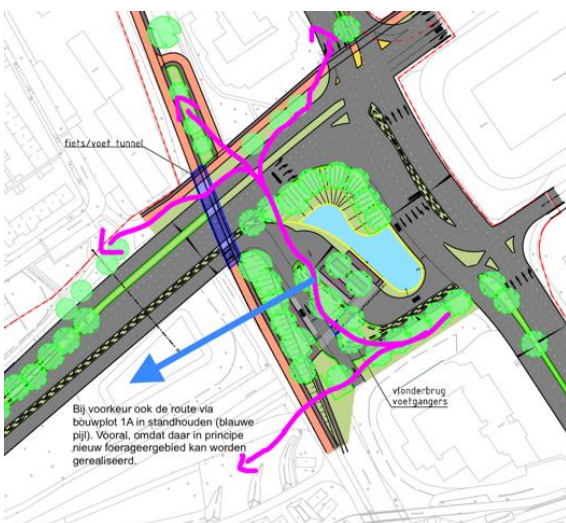 fiets/voet tunnel
vlonderbrug
voetgangers
Bij voorkeur ook de route via
bouwplot 1A in standhouden (blauwe
pijl). Vooral, omdat daar in principe
nieuw foerageergebied kan worden
gerealiseerd.